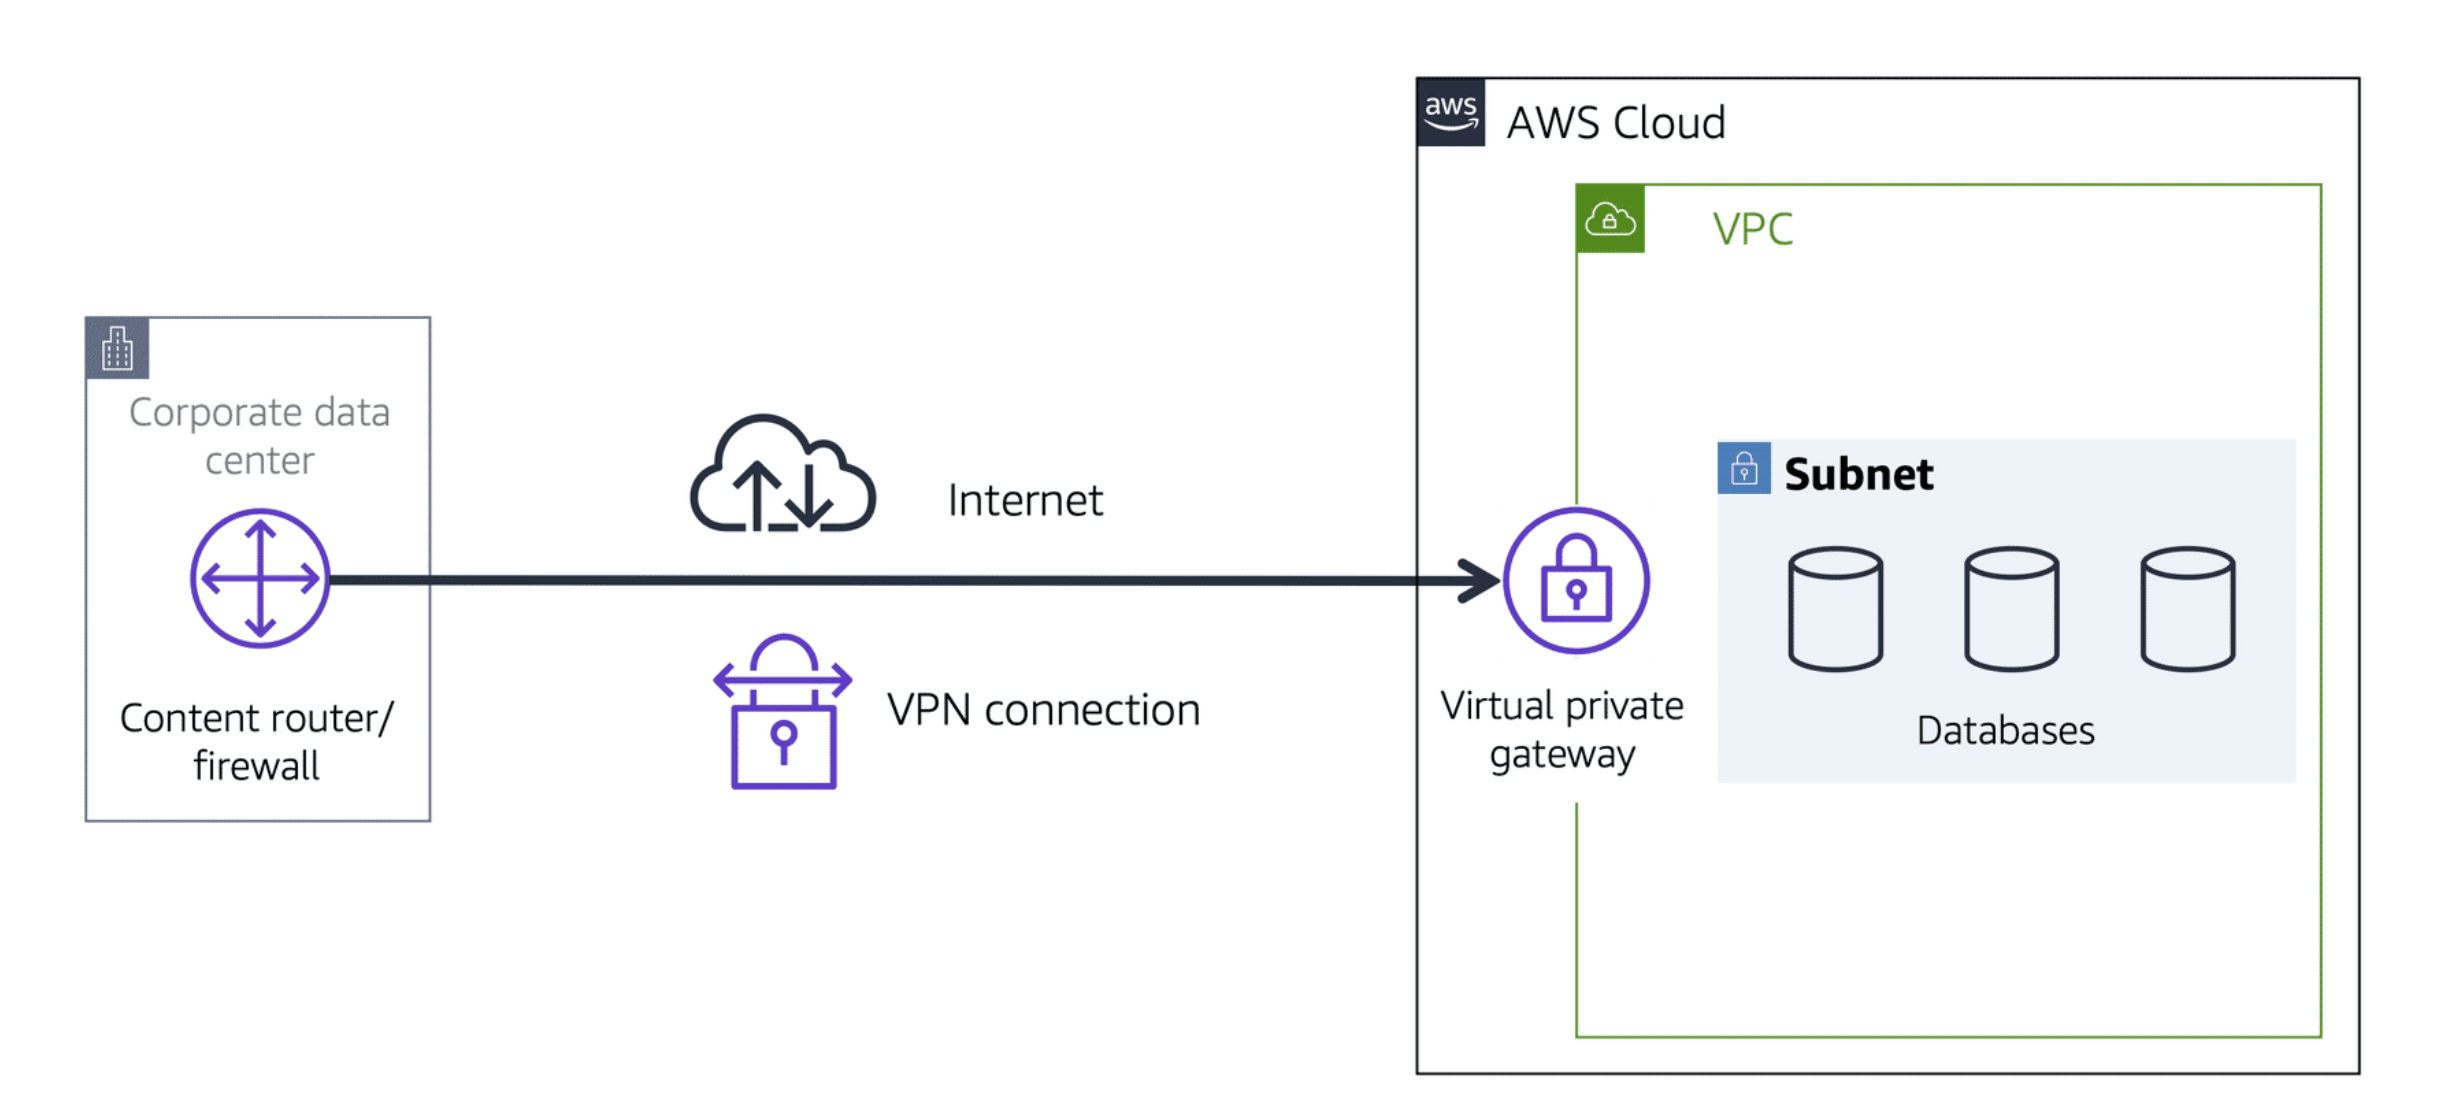 aws
AWS Cloud
VPC
Corporate data
center
Content router/
firewall
Internet
VPN connection
Virtual private
gateway
Subnet
Databases